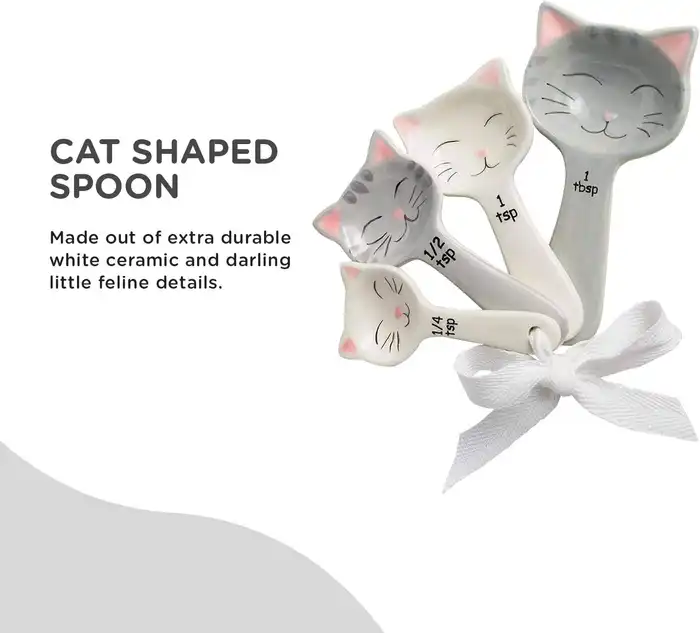 CAT SHAPED
SPOON
Made out of extra durable
white ceramic and darling
little feline details.
1
tbsp
1
tsp
1/2
tsp
1/4
tsp